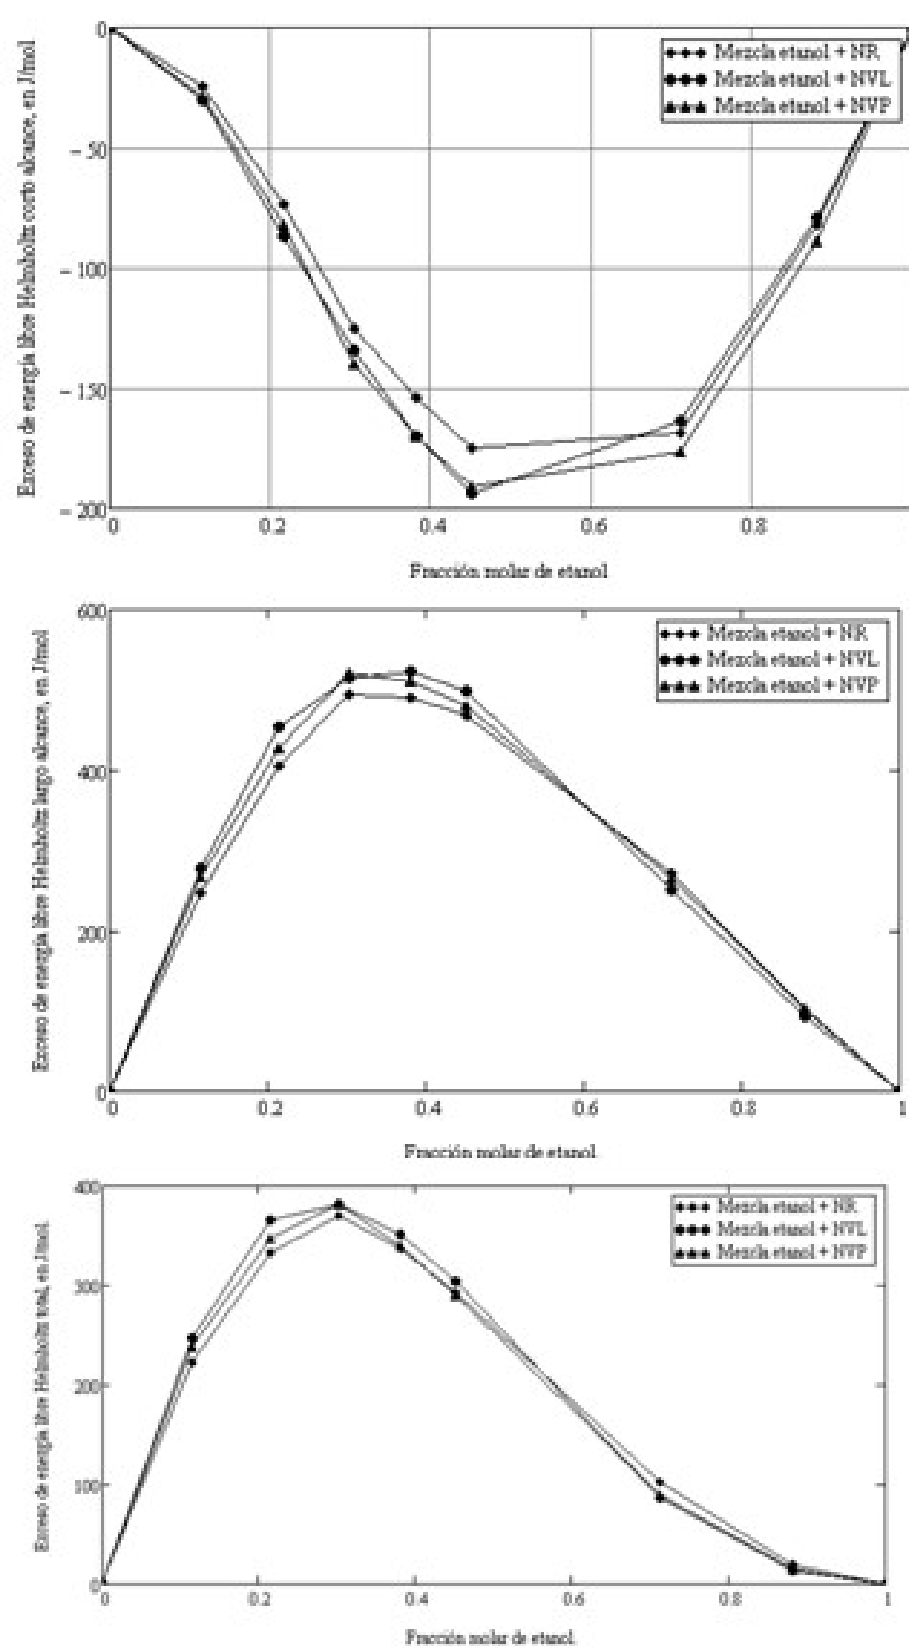 Exceso de energía libre Helmholtz corto alcance, en J/mol
0
− 50
− 100
− 150
− 200
Mezcla etanol + NR
Mezcla etanol + NVL
Mezcla etanol + NVP
0 0.2 0.4 0.6 0.8
Fracción molar de etanol
Exceso de energía libre Helmholtz largo alcance, en J/mol
600
400
200
0
Mezcla etanol + NR
Mezcla etanol + NVL
Mezcla etanol + NVP
0 0.2 0.4 0.6 0.8 1
Fracción molar de etanol
Exceso de energía libre Helmholtz total, en J/mol
400
300
200
100
0
Mezcla etanol + NR
Mezcla etanol + NVL
Mezcla etanol + NVP
0 0.2 0.4 0.6 0.8 1
Fracción molar de etanol